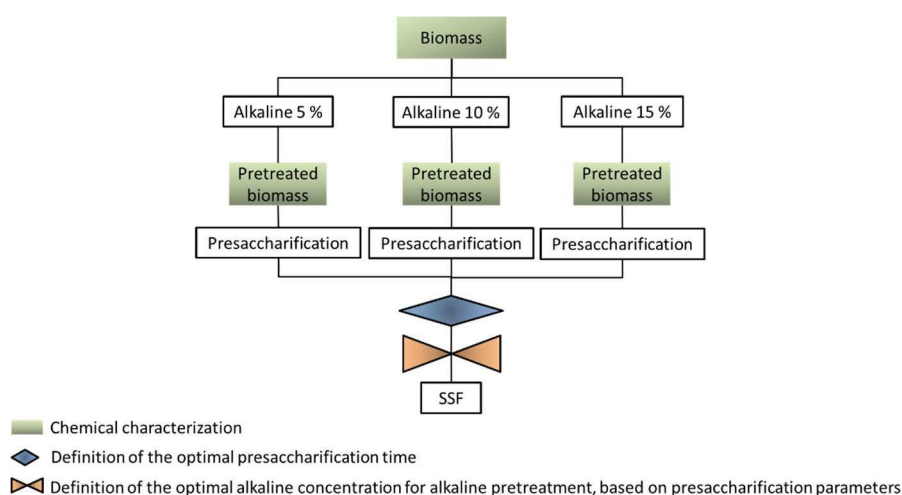 Biomass
Alkaline 5 %
Alkaline 10 %
Alkaline 15 %
Pretreated
biomass
Pretreated
biomass
Pretreated
biomass
Presaccharification
Presaccharification
Presaccharification
SSF
Chemical characterization
Definition of the optimal presaccharification time
Definition of the optimal alkaline concentration for alkaline pretreatment, based on presaccharification parameters